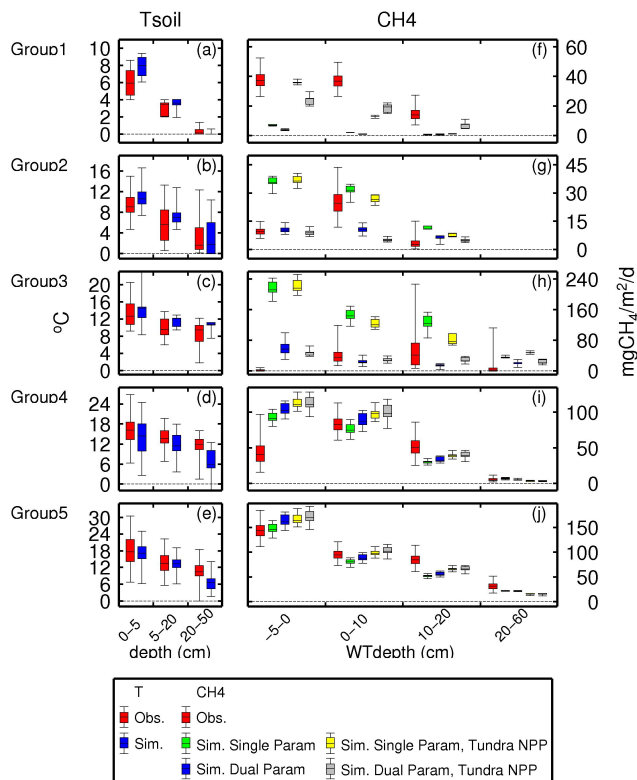 Tsoil CH4
Group1 10 (a) (f) 60
8
6 40
4
2 20
0 0
Group2 16 (b) (g) 45
12 30
8
4 15
0 0
Group3 20 (c) (h) 240
16
12 160
8 80
4
0 0
°C mgCH4/m²/d
Group4 24 (d) (i) 100
18
12 50
6
0 0
Group5 30 (e) (j)
24 150
18 100
12
6 50
0 0
0−5 5−20 20−50 −5−0 0−10 10−20 20−60
depth (cm) WTdepth (cm)
T CH4
Obs. Obs.
Sim. Sim. Single Param Sim. Single Param, Tundra NPP
Sim. Dual Param Sim. Dual Param, Tundra NPP